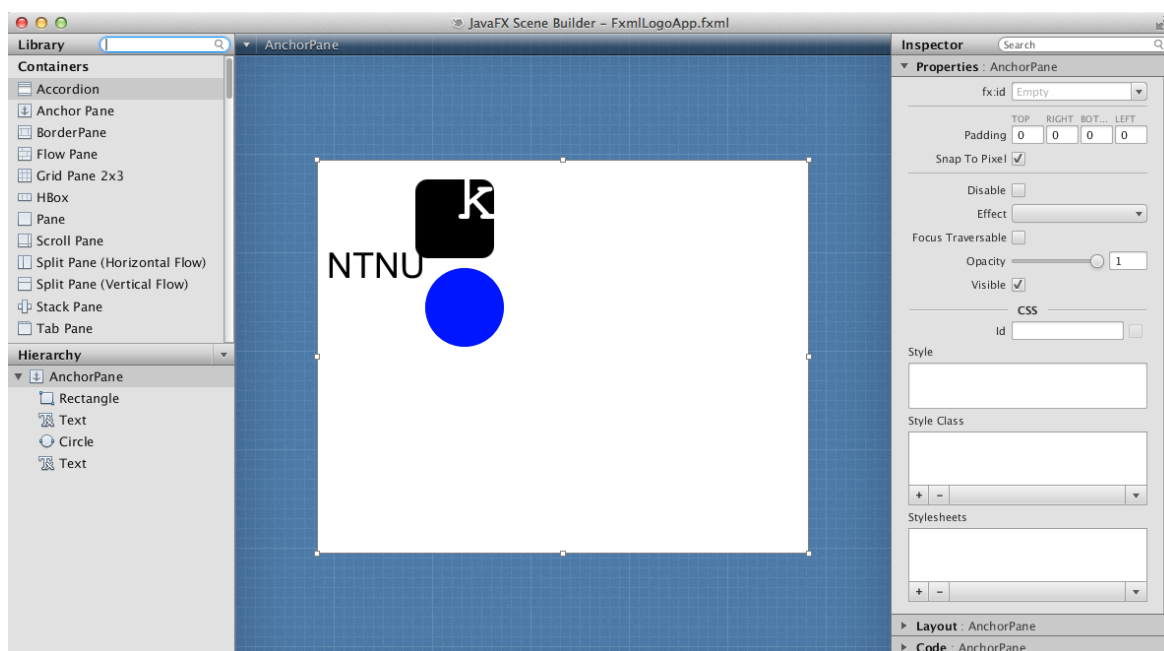 JavaFX Scene Builder – FxmlLogoApp.fxml
Library
Containers
Accordion
Anchor Pane
BorderPane
Flow Pane
Grid Pane 2x3
HBox
Pane
Scroll Pane
Split Pane (Horizontal Flow)
Split Pane (Vertical Flow)
Stack Pane
Tab Pane
Hierarchy
AnchorPane
Rectangle
Text
Circle
Text
AnchorPane
k
NTNU
Inspector Search
Properties : AnchorPane
fx:id Empty
TOP RIGHT BOT... LEFT
Padding 0 0 0 0
Snap To Pixel
Disable
Effect
Focus Traversable
Opacity 1
Visible
CSS
Id
Style
Style Class
+ –
Stylesheets
+ –
Layout : AnchorPane
Code : AnchorPane